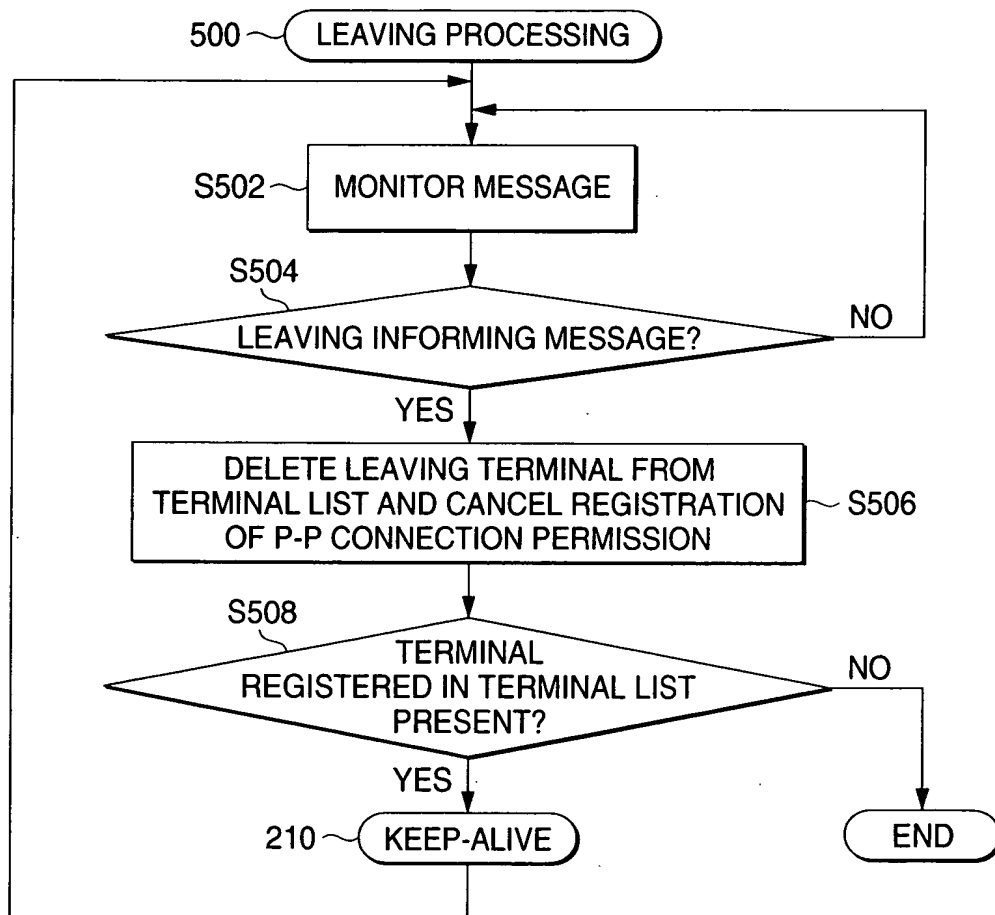 500
LEAVING PROCESSING
S502
MONITOR MESSAGE
S504
LEAVING INFORMING MESSAGE?
NO
YES
DELETE LEAVING TERMINAL FROM
TERMINAL LIST AND CANCEL REGISTRATION
OF P-P CONNECTION PERMISSION
S506
S508
TERMINAL
REGISTERED IN TERMINAL LIST
PRESENT?
NO
YES
210
KEEP-ALIVE
END